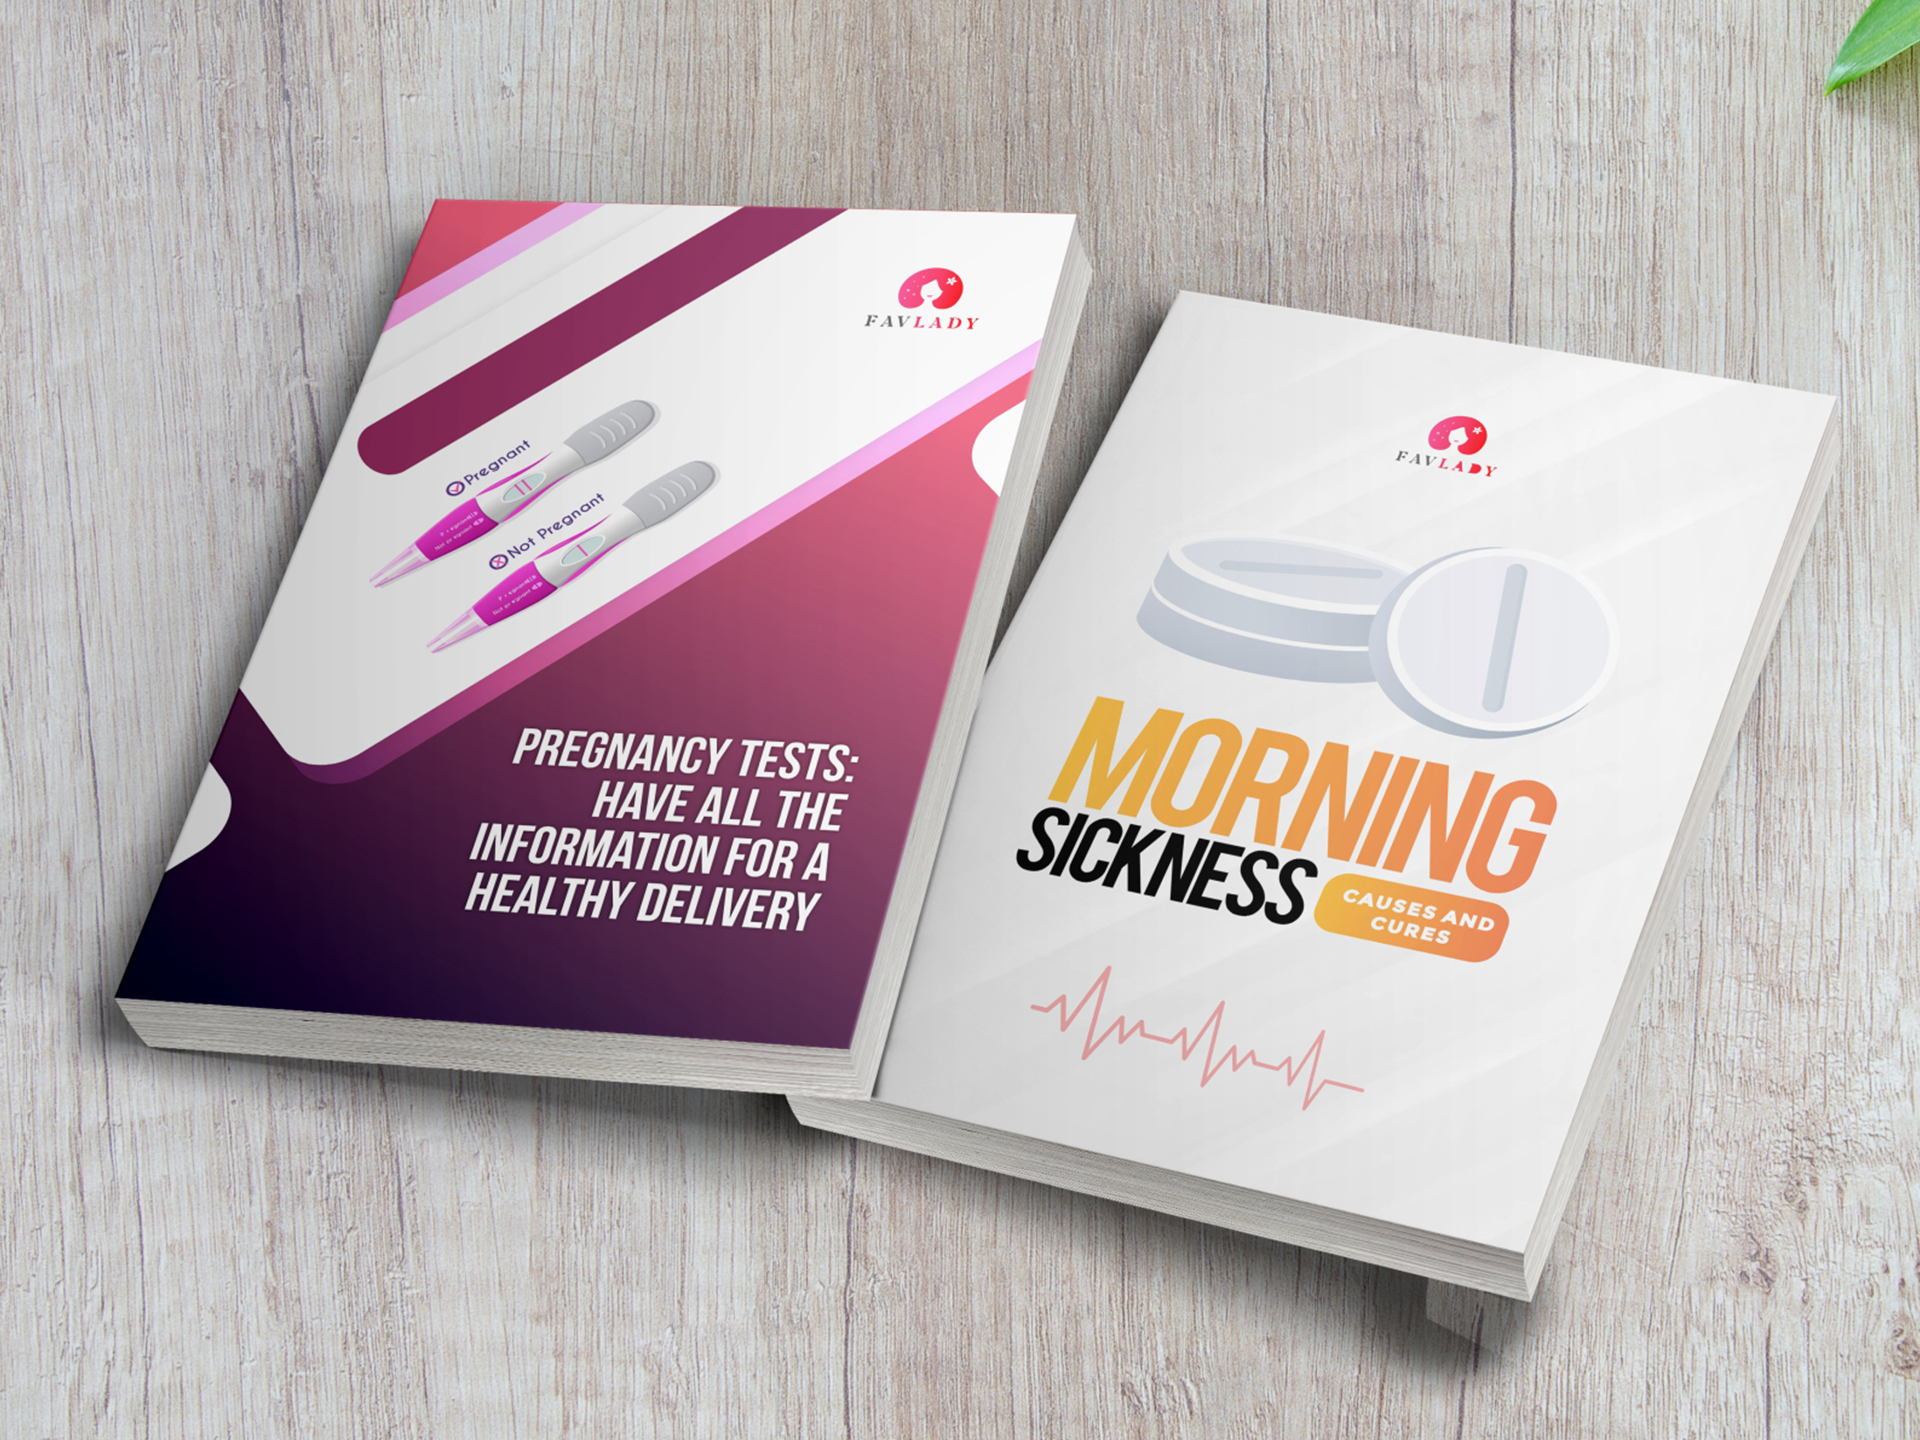 FAVLADY
Pregnant
Not Pregnant
PREGNANCY TESTS:
HAVE ALL THE
INFORMATION FOR A
HEALTHY DELIVERY
FAVLADY
MORNING
SICKNESS
CAUSES AND
CURES